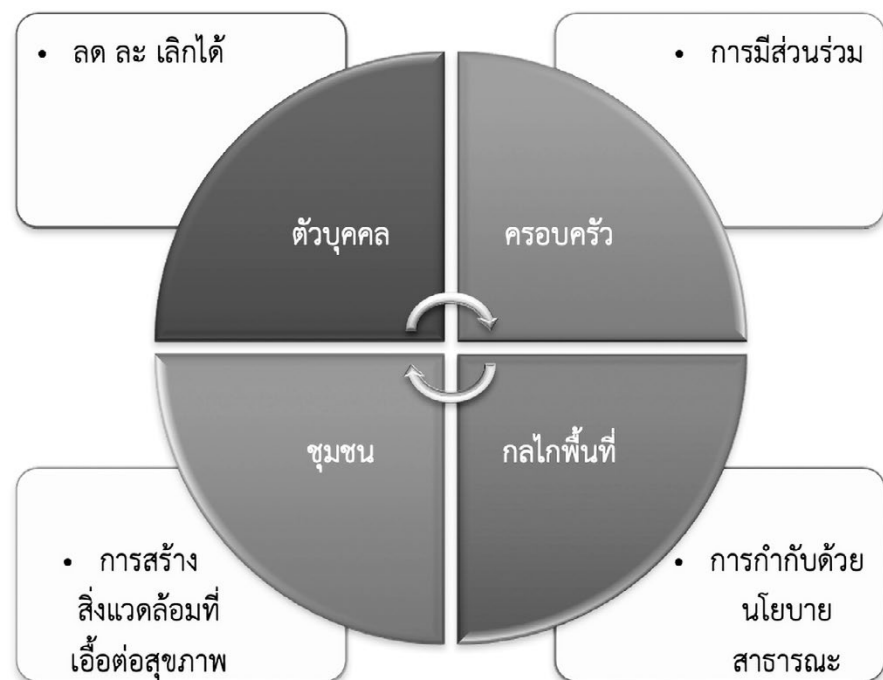 • ลด ละ เลิกได้
• การมีส่วนร่วม
ตัวบุคคล
ครอบครัว
ชุมชน
กลไกพื้นที่
• การสร้าง
สิ่งแวดล้อมที่
เอื้อต่อสุขภาพ
• การกำกับด้วย
นโยบาย
สาธารณะ